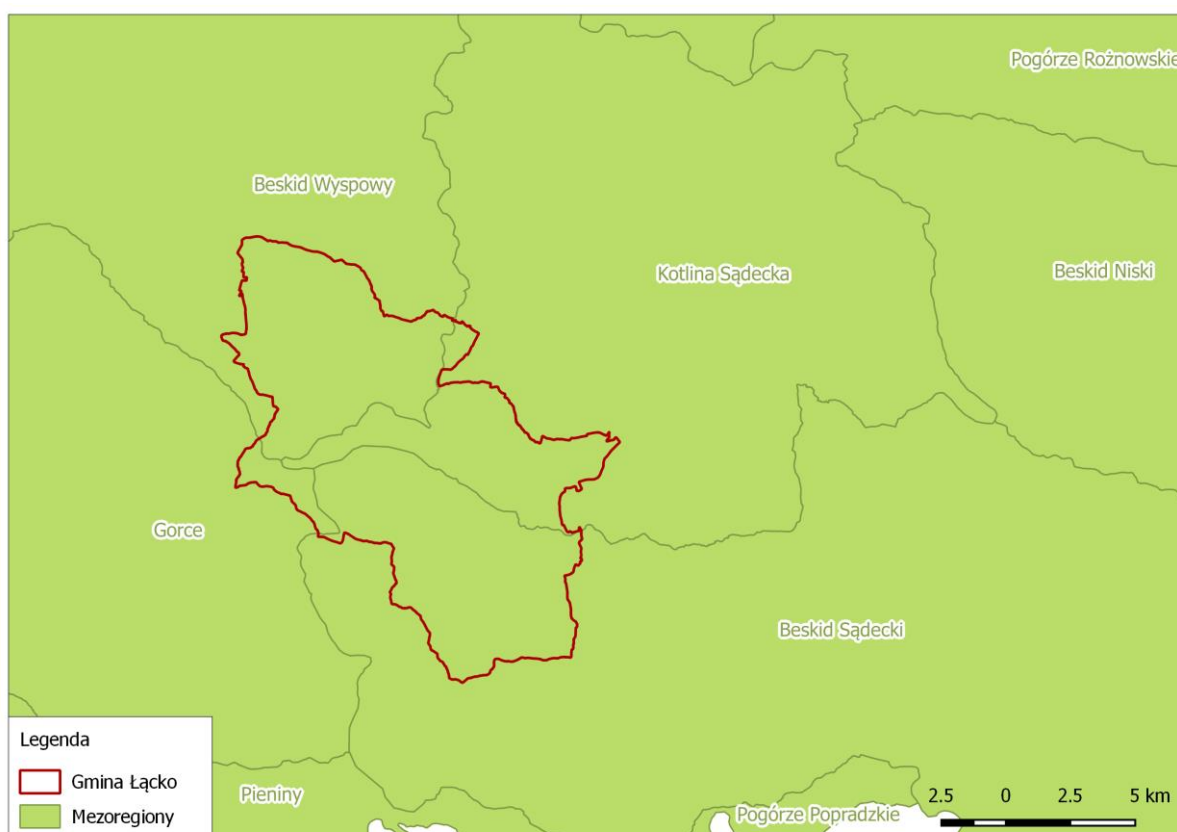 Pogórze Rożnowskie
Beskid Wyspowy
Kotlina Sądecka
Beskid Niski
Gorce
Beskid Sądecki
Legenda
Gmina Łącko
Mezoregiony
Pieniny
Pogórze Popradzkie
2.5 0 2.5 5 km